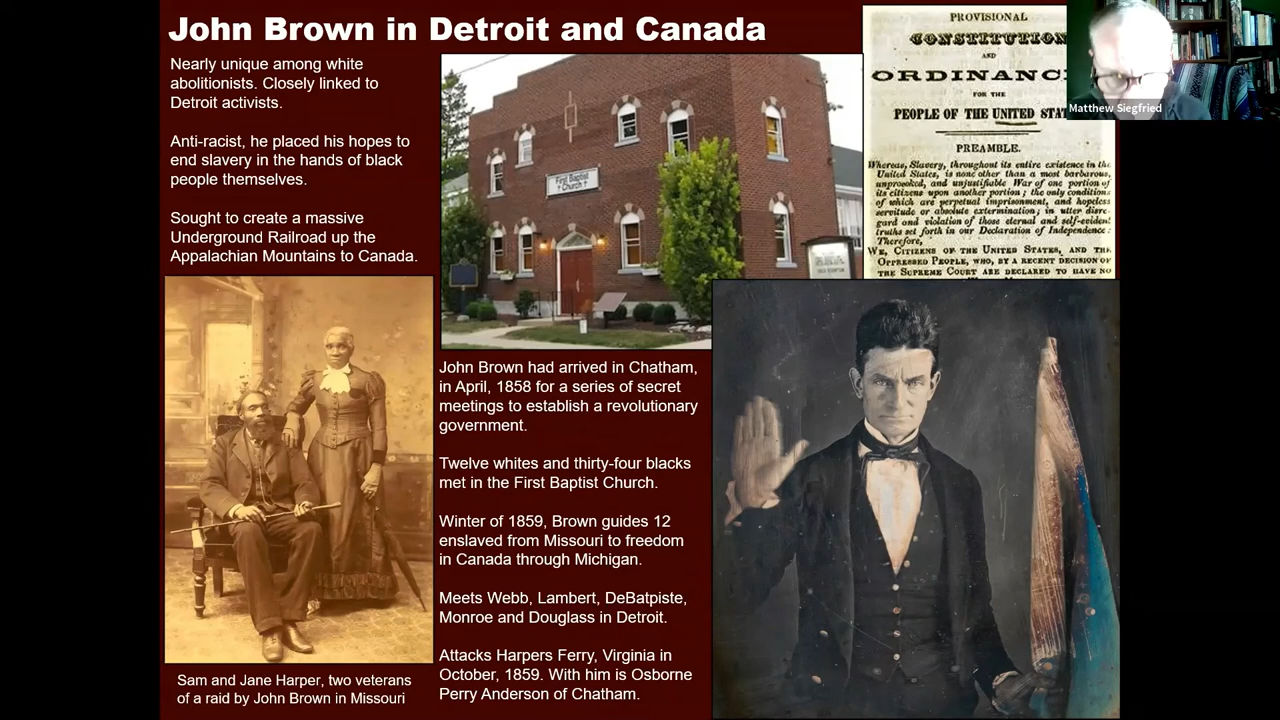 John Brown in Detroit and Canada
Nearly unique among white
abolitionists. Closely linked to
Detroit activists.
Anti-racist, he placed his hopes to
end slavery in the hands of black
people themselves.
Sought to create a massive
Underground Railroad up the
Appalachian Mountains to Canada.
Sam and Jane Harper, two veterans
of a raid by John Brown in Missouri
First Baptist
Church
John Brown had arrived in Chatham,
in April, 1858 for a series of secret
meetings to establish a revolutionary
government.
Twelve whites and thirty-four blacks
met in the First Baptist Church.
Winter of 1859, Brown guides 12
enslaved from Missouri to freedom
in Canada through Michigan.
Meets Webb, Lambert, DeBatpiste,
Monroe and Douglass in Detroit.
Attacks Harpers Ferry, Virginia in
October, 1859. With him is Osborne
Perry Anderson of Chatham.
PROVISIONAL
CONSTITUTION
AND
ORDINANC
FOR THE
PEOPLE OF THE UNITED STAT
PREAMBLE.
Whereas, Slavery, throughout its entire existence in the
United States, is none other than a most barbarous,
unprovoked, and unjustifiable War of one portion of
its citizens upon another portion; the only conditions
of which are perpetual imprisonment, and hopeless
servitude or absolute extermination; in utter disre-
gard and violation of those eternal and self-evident
truths set forth in our Declaration of Independence:
Therefore,
WE, CITIZENS OF THE UNITED STATES, AND THE
OPPRESSED PEOPLE, WHO, BY A RECENT DECISION OF
THE SUPREME COURT ARE DECLARED TO HAVE NO
Matthew Siegfried